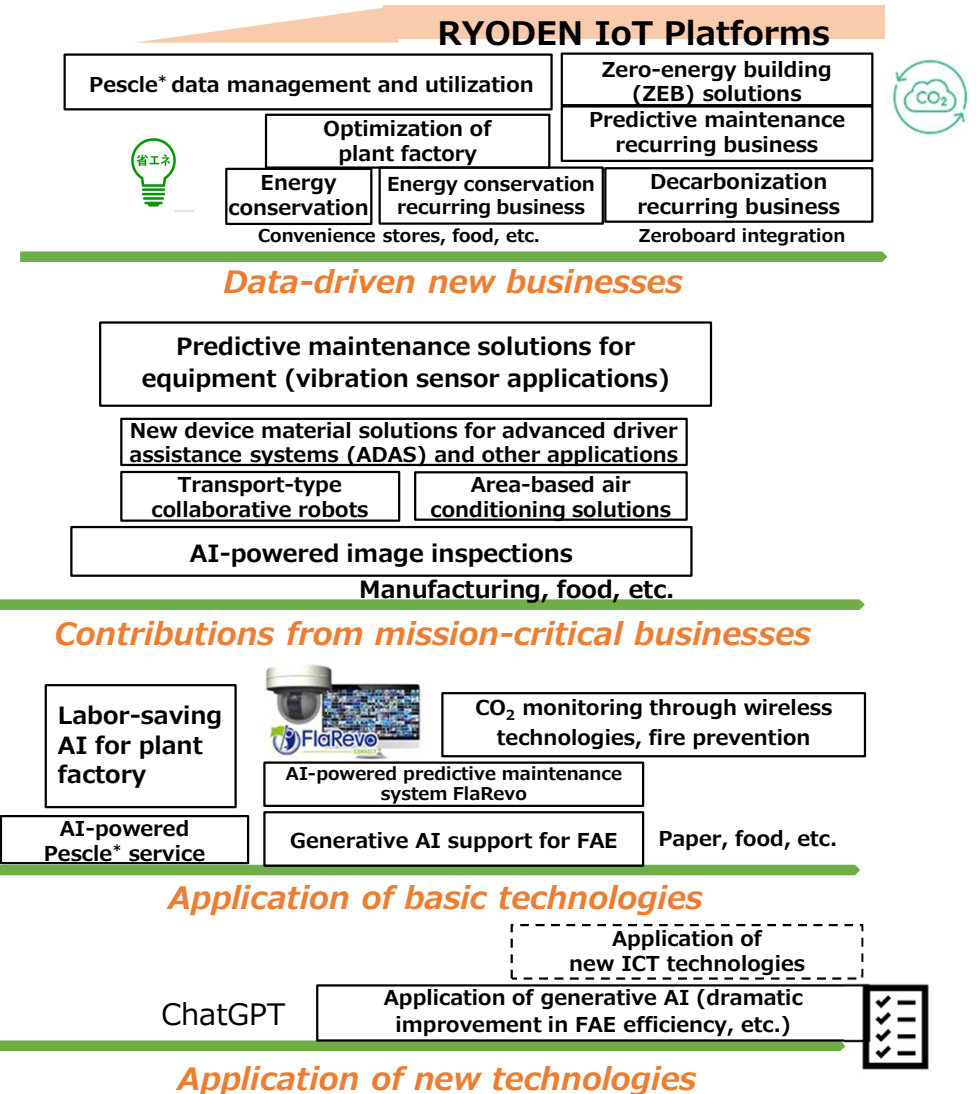 RYODEN IoT Platforms
Pescle* data management and utilization
Zero-energy building
(ZEB) solutions
CO2
Optimization of
plant factory
Predictive maintenance
recurring business
省エネ
Energy
conservation
Energy conservation
recurring business
Decarbonization
recurring business
Convenience stores, food, etc.
Zeroboard integration
Data-driven new businesses
Predictive maintenance solutions for
equipment (vibration sensor applications)
New device material solutions for advanced driver
assistance systems (ADAS) and other applications
Transport-type
collaborative robots
Area-based air
conditioning solutions
AI-powered image inspections
Manufacturing, food, etc.
Contributions from mission-critical businesses
Labor-saving
AI for plant
factory
FlaRevo
CONNECT
CO₂ monitoring through wireless
technologies, fire prevention
AI-powered predictive maintenance
system FlaRevo
AI-powered
Pescle* service
Generative AI support for FAE
Paper, food, etc.
Application of basic technologies
Application of
new ICT technologies
ChatGPT
Application of generative AI (dramatic
improvement in FAE efficiency, etc.)
Application of new technologies